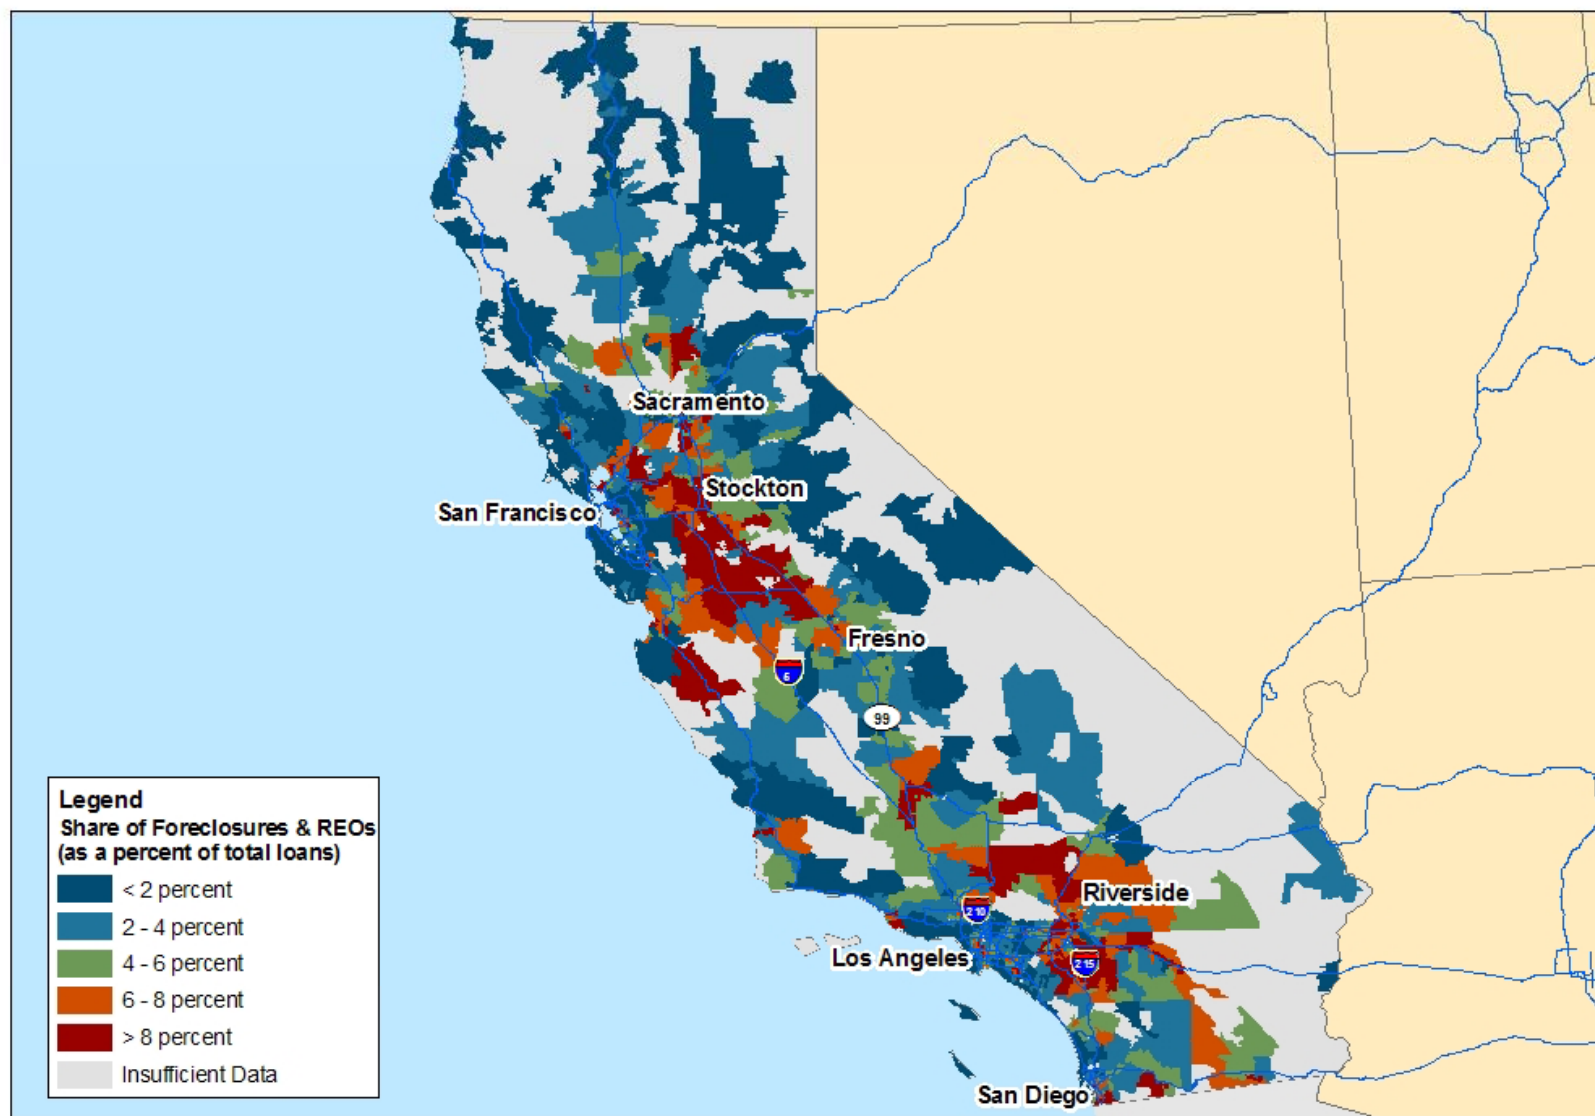 Sacramento
Stockton
San Francisco
Fresno
5
99
Riverside
210
Los Angeles
215
San Diego
Legend
Share of Foreclosures & REOs
(as a percent of total loans)
< 2 percent
2 - 4 percent
4 - 6 percent
6 - 8 percent
> 8 percent
Insufficient Data